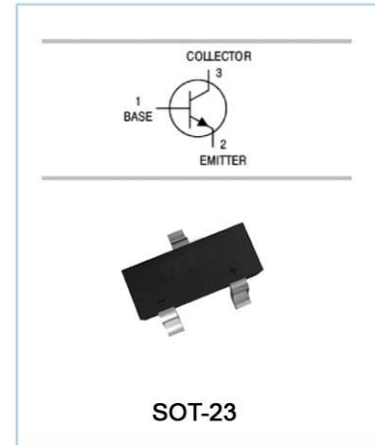 COLLECTOR
3
1
BASE
2
EMITTER
SOT-23